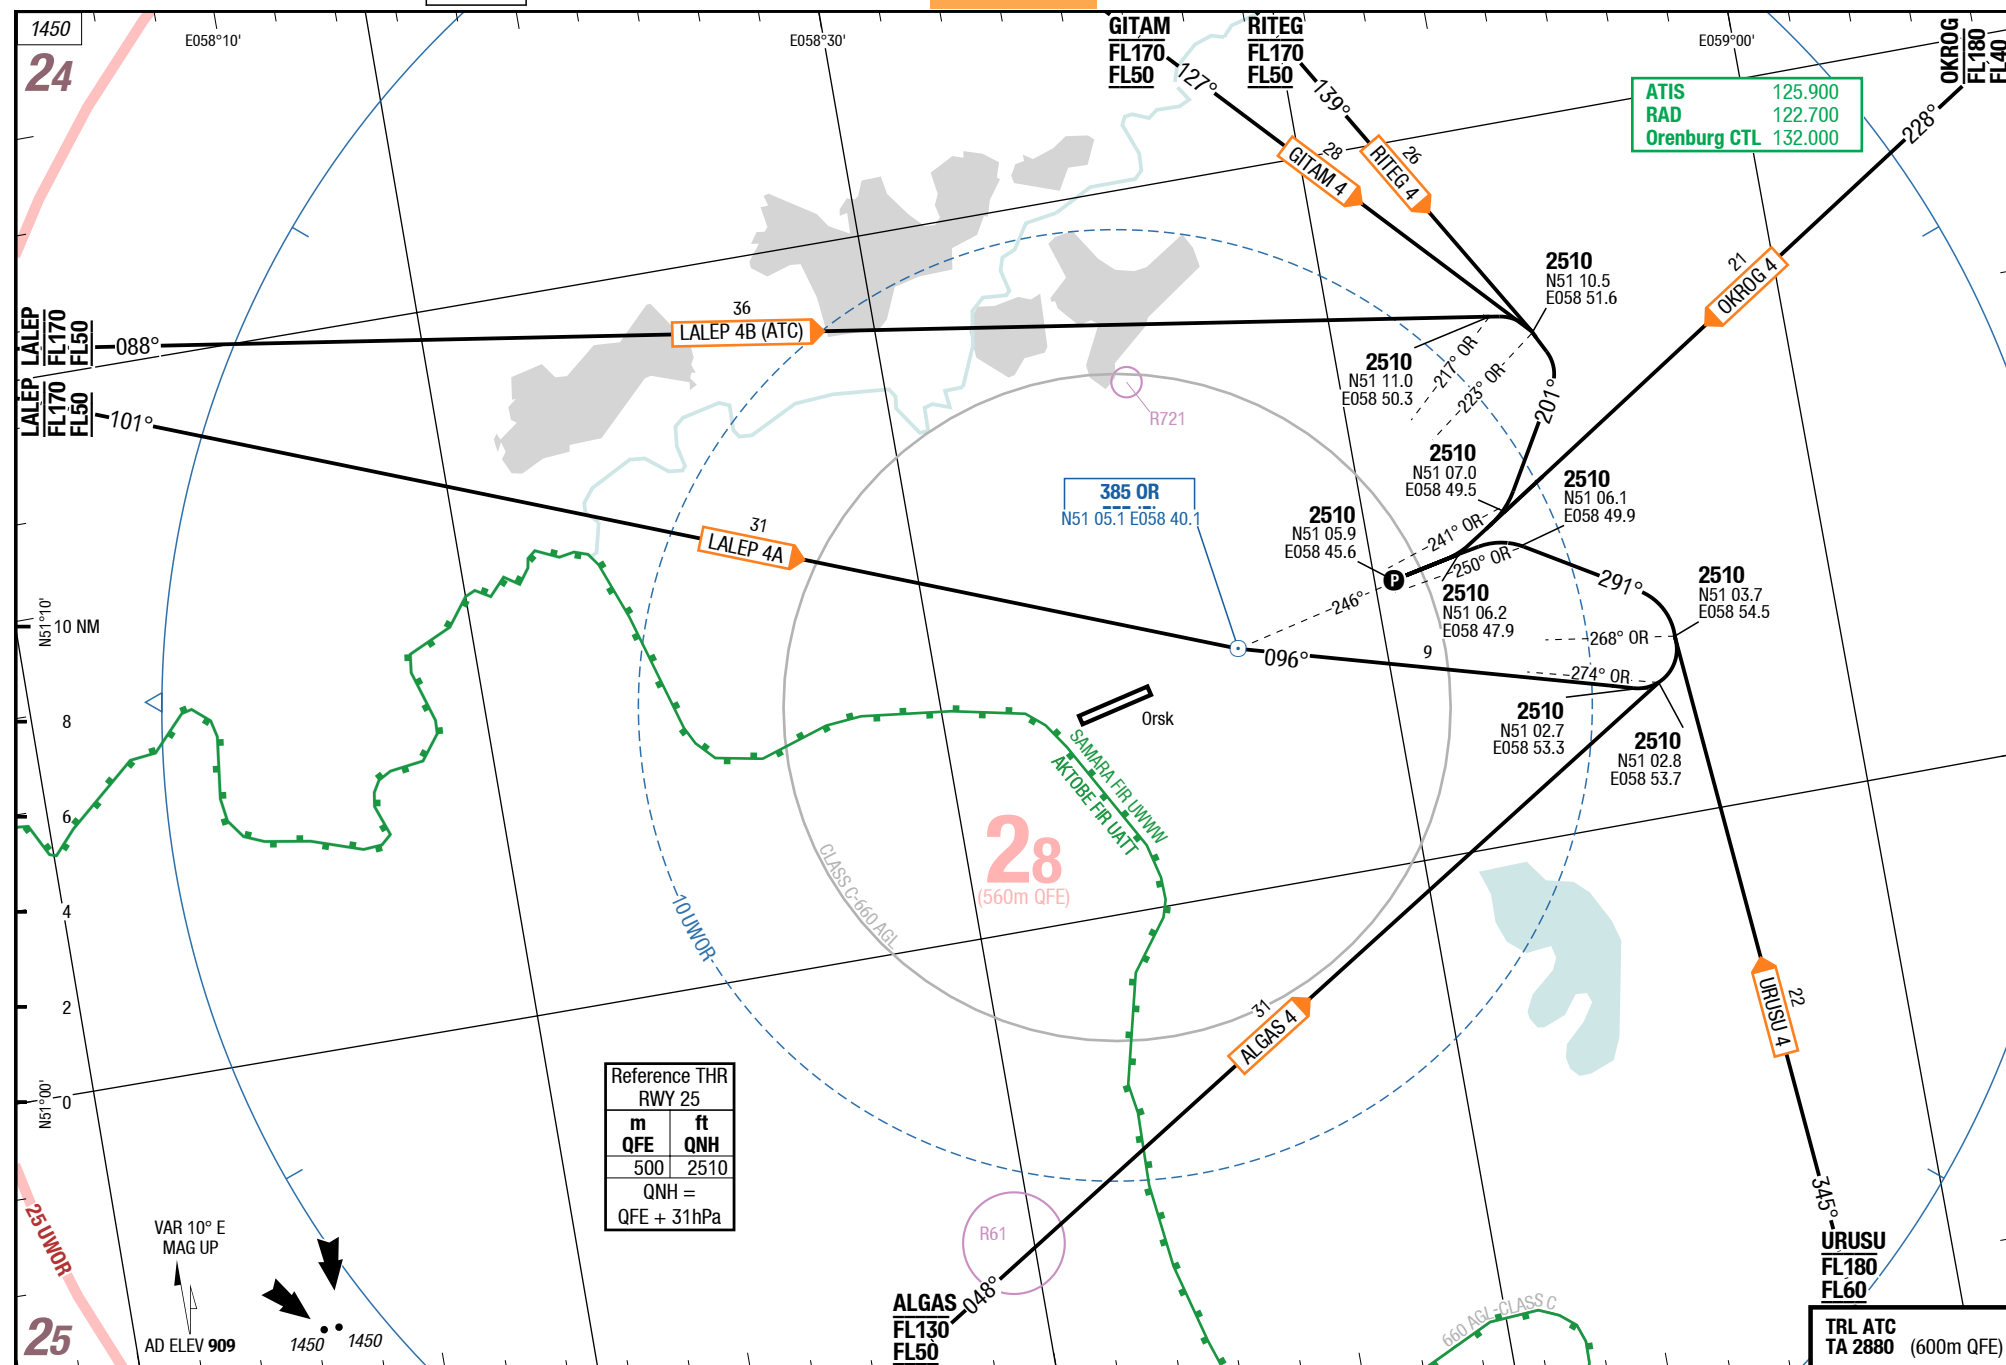 1450
E058°10'
E058°30'
E059°00'
24
GITAM
FL170
FL50
RITEG
FL170
FL50
OKROG
FL180
FL40
127°
139°
228°
ATIS 125.900
RAD 122.700
Orenburg CTL 132.000
28
GITAM 4
26
RITEG 4
21
OKROG 4
2510
N51 10.5
E058 51.6
LALEP
FL170
FL50
088°
36
LALEP 4B (ATC)
LALEP
FL170
FL50
101°
2510
N51 11.0
E058 50.3
217° OR
223° OR
201°
R721
2510
N51 07.0
E058 49.5
2510
N51 06.1
E058 49.9
385 OR
N51 05.1 E058 40.1
2510
N51 05.9
E058 45.6
241° OR
250° OR
P
31
LALEP 4A
246°
2510
N51 06.2
E058 47.9
291°
2510
N51 03.7
E058 54.5
268° OR
274° OR
096°
9
N51°10'
10 NM
8
6
4
2
0
N51°00'
Orsk
2510
N51 02.7
E058 53.3
2510
N51 02.8
E058 53.7
SAMARA FIR UWWW
AKTOBE FIR UATT
28
(560m QFE)
CLASS C-660 AGL
10 UWOR
31
ALGAS 4
22
URUSU 4
Reference THR
RWY 25
m ft
QFE QNH
500 2510
QNH =
QFE + 31hPa
25 UWOR
VAR 10° E
MAG UP
AD ELEV 909
1450 1450
25
R61
048°
ALGAS
FL130
FL50
345°
URUSU
FL180
FL60
660 AGL-CLASS C
TRL ATC
TA 2880 (600m QFE)